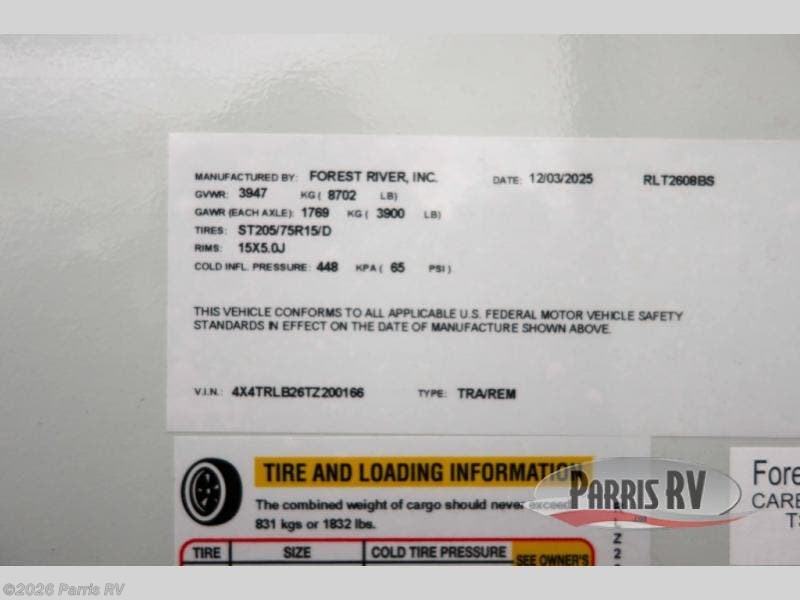 MANUFACTURED BY: FOREST RIVER, INC. DATE: 12/03/2025 RLT2608BS
GVWR: 3947 KG ( 8702 LB)
GAWR (EACH AXLE): 1769 KG ( 3900 LB)
TIRES: ST205/75R15/D
RIMS: 15X5.0J
COLD INFL. PRESSURE: 448 KPA ( 65 PSI )
THIS VEHICLE CONFORMS TO ALL APPLICABLE U.S. FEDERAL MOTOR VEHICLE SAFETY
STANDARDS IN EFFECT ON THE DATE OF MANUFACTURE SHOWN ABOVE.
V.I.N.: 4X4TRLB26TZ200166 TYPE: TRA/REM
TIRE AND LOADING INFORMATION
The combined weight of cargo should never exceed
831 kgs or 1832 lbs.
TIRE SIZE COLD TIRE PRESSURE SEE OWNER'S
L
Z
2
Fore
CARB
PARRIS RV
.com
©2026 Parris RV